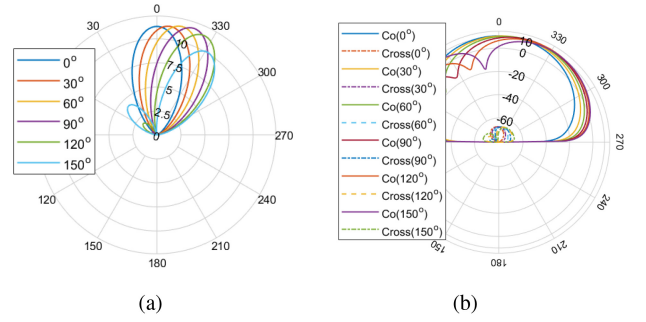 0
30
330
0°
30°
60°
90°
120°
150°
10
7.5
5
2.5
0
300
270
120
240
150
210
180
(a)
Co(0°)
Cross(0°)
Co(30°)
Cross(30°)
Co(60°)
Cross(60°)
Co(90°)
Cross(90°)
Co(120°)
Cross(120°)
Co(150°)
Cross(150°)
0
330
10
0
-20
-40
-60
300
270
240
210
180
150
(b)